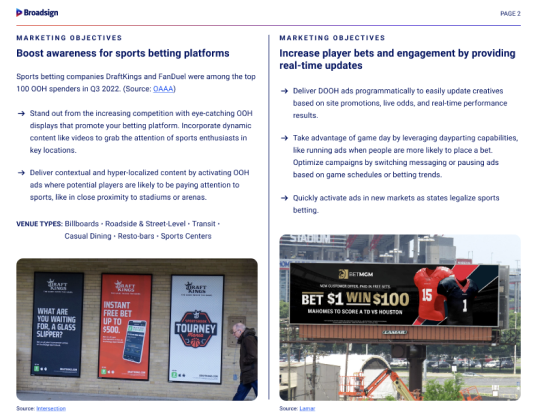 Broadsign
PAGE 2
MARKETING OBJECTIVES
Boost awareness for sports betting platforms
Sports betting companies DraftKings and FanDuel were among the top
100 OOH spenders in Q3 2022. (Source: OAAA)
→ Stand out from the increasing competition with eye-catching OOH
displays that promote your betting platform. Incorporate dynamic
content like videos to grab the attention of sports enthusiasts in
key locations.
→ Deliver contextual and hyper-localized content by activating OOH
ads where potential players are likely to be paying attention to
sports, like in close proximity to stadiums or arenas.
VENUE TYPES: Billboards • Roadside & Street-Level • Transit •
Casual Dining • Resto-bars • Sports Centers
DRAFT
KINGS
WHAT ARE
YOU WAITING
FOR, A GLASS
SLIPPER?
DRAFT
KINGS
INSTANT
FREE BET
UP TO
$500.
DRAFT
KINGS
TOURNEY
Source: Intersection
MARKETING OBJECTIVES
Increase player bets and engagement by providing
real-time updates
→ Deliver DOOH ads programmatically to easily update creatives
based on site promotions, live odds, and real-time performance
results.
→ Take advantage of game day by leveraging dayparting capabilities,
like running ads when people are more likely to place a bet.
Optimize campaigns by switching messaging or pausing ads
based on game schedules or betting trends.
→ Quickly activate ads in new markets as states legalize sports
betting.
STADIUM
BETMGM
NEW CUSTOMER OFFER, PAID IN FREE BETS
BET $1 WIN $100
MAHOMES TO SCORE A TD VS HOUSTON
15
1
LAMAR
Source: Lamar